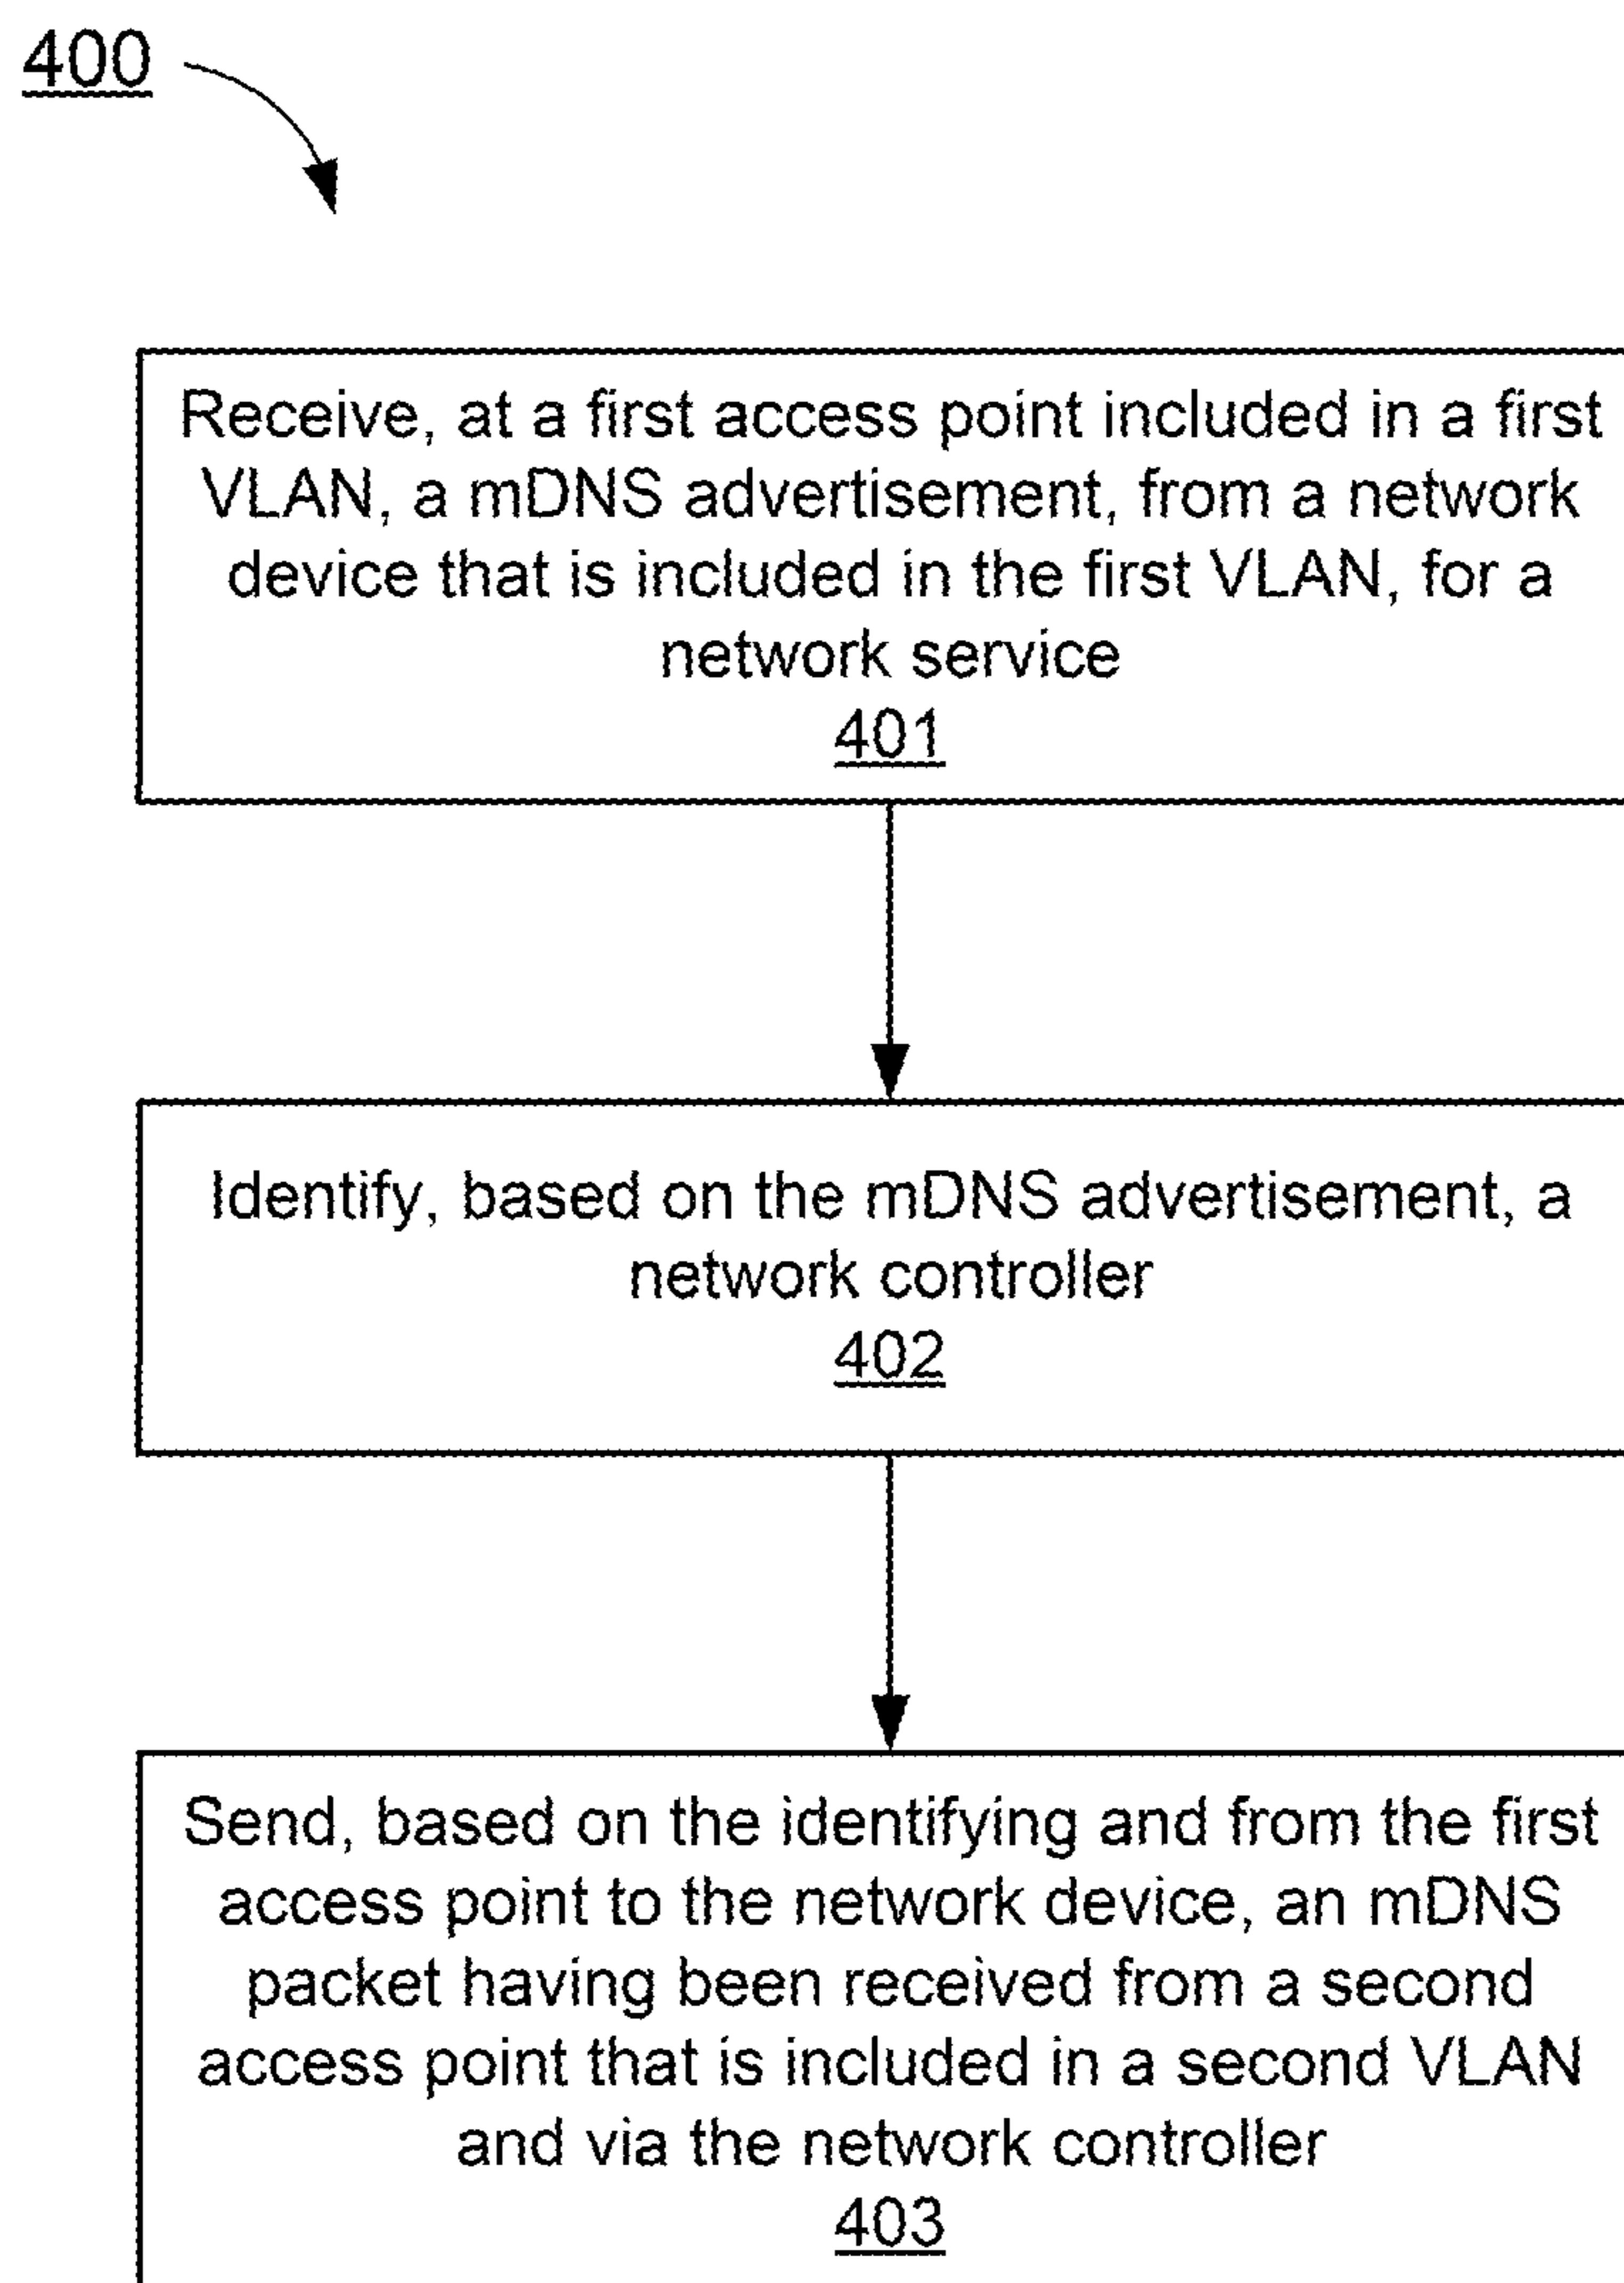 400
Receive, at a first access point included in a first
VLAN, a mDNS advertisement, from a network
device that is included in the first VLAN, for a
network service
401
Identify, based on the mDNS advertisement, a
network controller
402
Send, based on the identifying and from the first
access point to the network device, an mDNS
packet having been received from a second
access point that is included in a second VLAN
and via the network controller
403